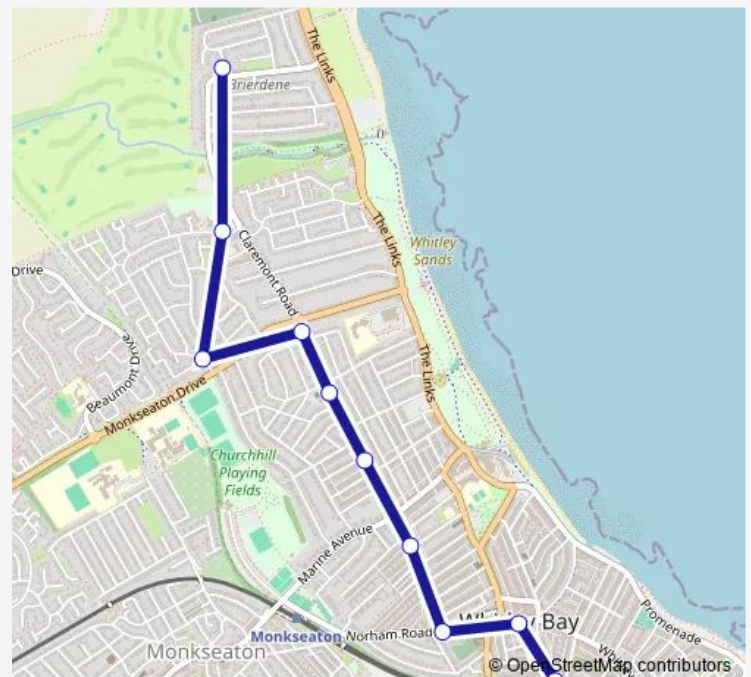 The Links
Brierdene
The Links
Whitley
Sands
Claremont Road
Drive
Beaumont Drive
Monkseaton Drive
The Links
Churchhill
Playing
Fields
Marine Avenue
Promenade
Whitley Bay
Monkseaton
Norham Road
Monkseaton
© OpenStreetMap contributors